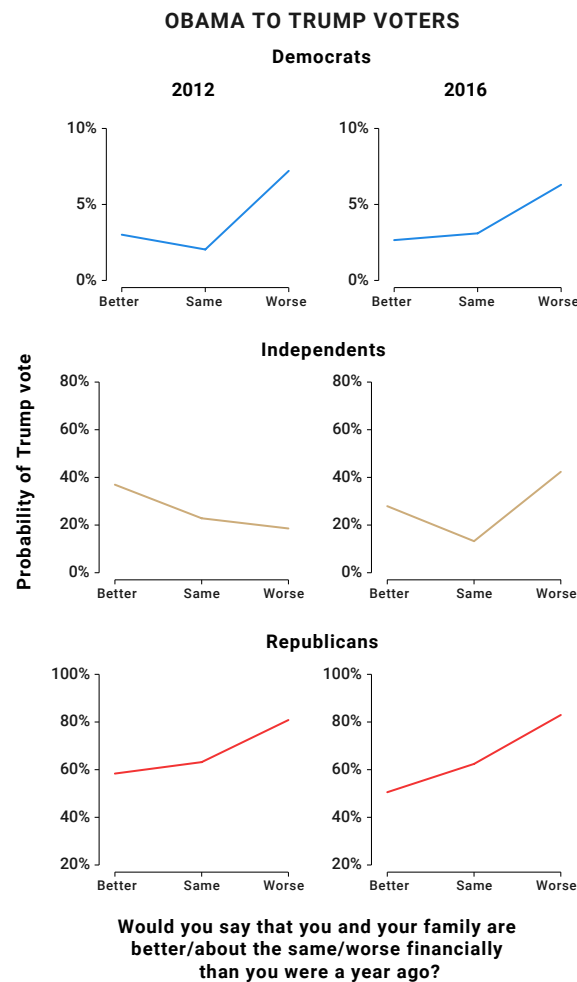 OBAMA TO TRUMP VOTERS
Democrats
2012
2016
10%
5%
0%
Better Same Worse
10%
5%
0%
Better Same Worse
Probability of Trump vote
Independents
80%
60%
40%
20%
0%
Better Same Worse
80%
60%
40%
20%
0%
Better Same Worse
Republicans
100%
80%
60%
40%
20%
Better Same Worse
100%
80%
60%
40%
20%
Better Same Worse
Would you say that you and your family are
better/about the same/worse financially
than you were a year ago?